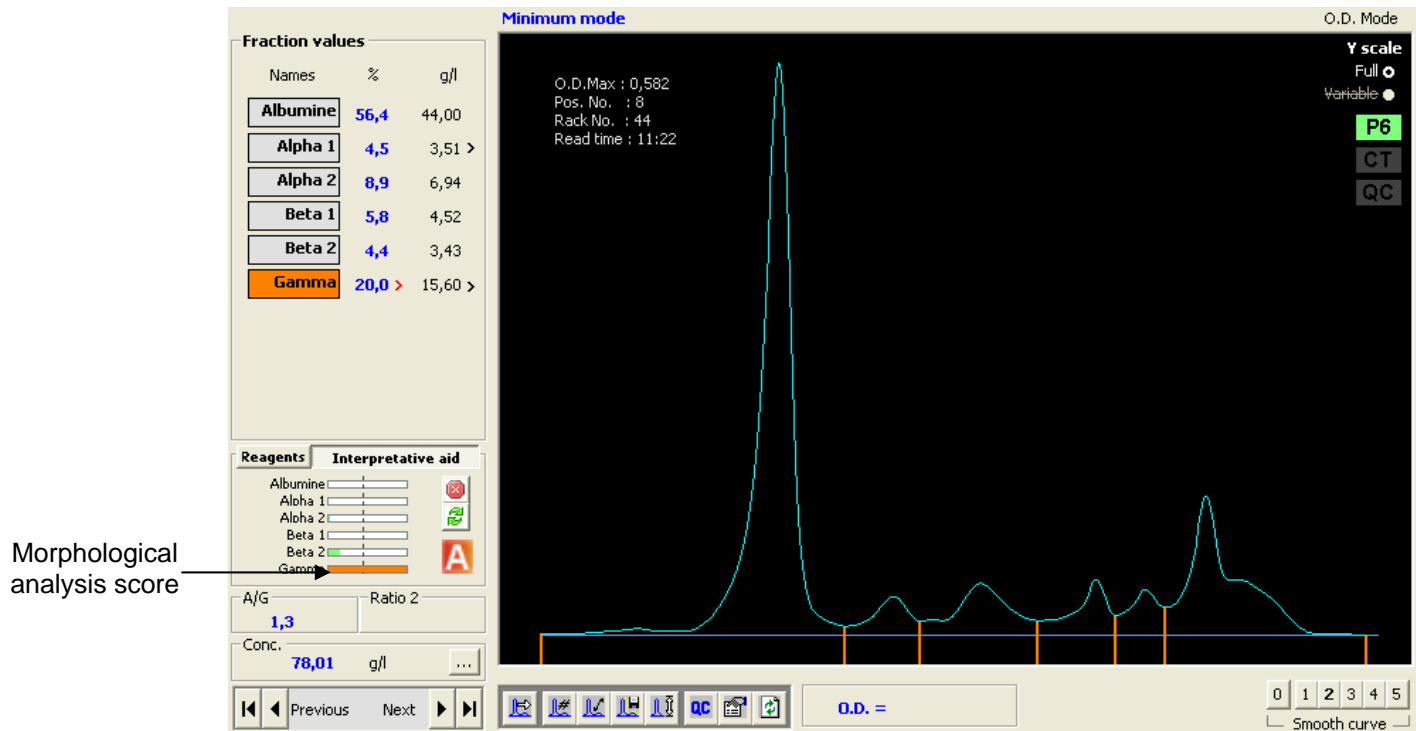 Minimum mode
O.D. Mode
Fraction values
Names % g/l
Albumine 56,4 44,00
Alpha 1 4,5 3,51 >
Alpha 2 8,9 6,94
Beta 1 5,8 4,52
Beta 2 4,4 3,43
Gamma 20,0 > 15,60 >
O.D.Max : 0,582
Pos. No. : 8
Rack No. : 44
Read time : 11:22
Y scale
Full
Variable
P6
CT
QC
Reagents Interpretative aid
Albumine
Alpha 1
Alpha 2
Beta 1
Beta 2
Gamma
A
Morphological
analysis score
A/G Ratio 2
1,3
Conc.
78,01 g/l ...
Previous Next
QC
O.D. =
0 1 2 3 4 5
Smooth curve